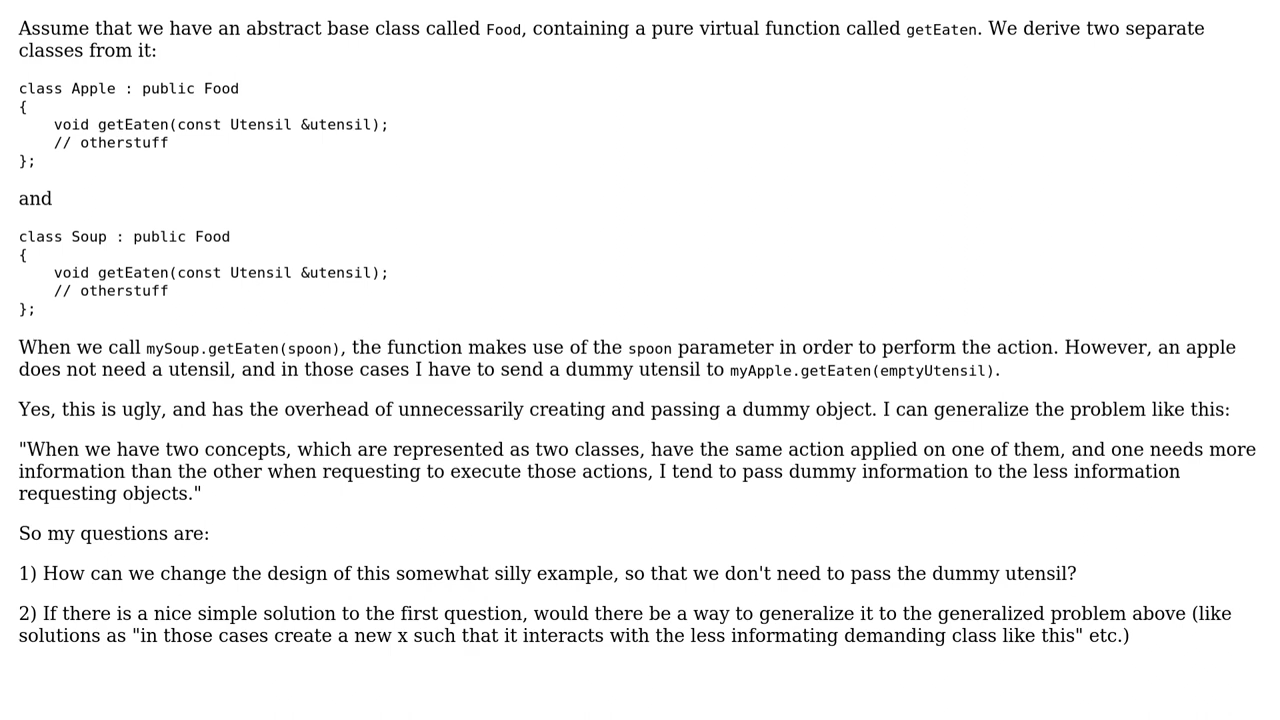 Assume that we have an abstract base class called Food, containing a pure virtual function called getEaten. We derive two separate
classes from it:
class Apple : public Food
{
    void getEaten(const Utensil &utensil);
    // otherstuff
};
and
class Soup : public Food
{
    void getEaten(const Utensil &utensil);
    // otherstuff
};
When we call mySoup.getEaten(spoon), the function makes use of the spoon parameter in order to perform the action. However, an apple
does not need a utensil, and in those cases I have to send a dummy utensil to myApple.getEaten(emptyUtensil).
Yes, this is ugly, and has the overhead of unnecessarily creating and passing a dummy object. I can generalize the problem like this:
"When we have two concepts, which are represented as two classes, have the same action applied on one of them, and one needs more
information than the other when requesting to execute those actions, I tend to pass dummy information to the less information
requesting objects."
So my questions are:
1) How can we change the design of this somewhat silly example, so that we don't need to pass the dummy utensil?
2) If there is a nice simple solution to the first question, would there be a way to generalize it to the generalized problem above (like
solutions as "in those cases create a new x such that it interacts with the less informating demanding class like this" etc.)